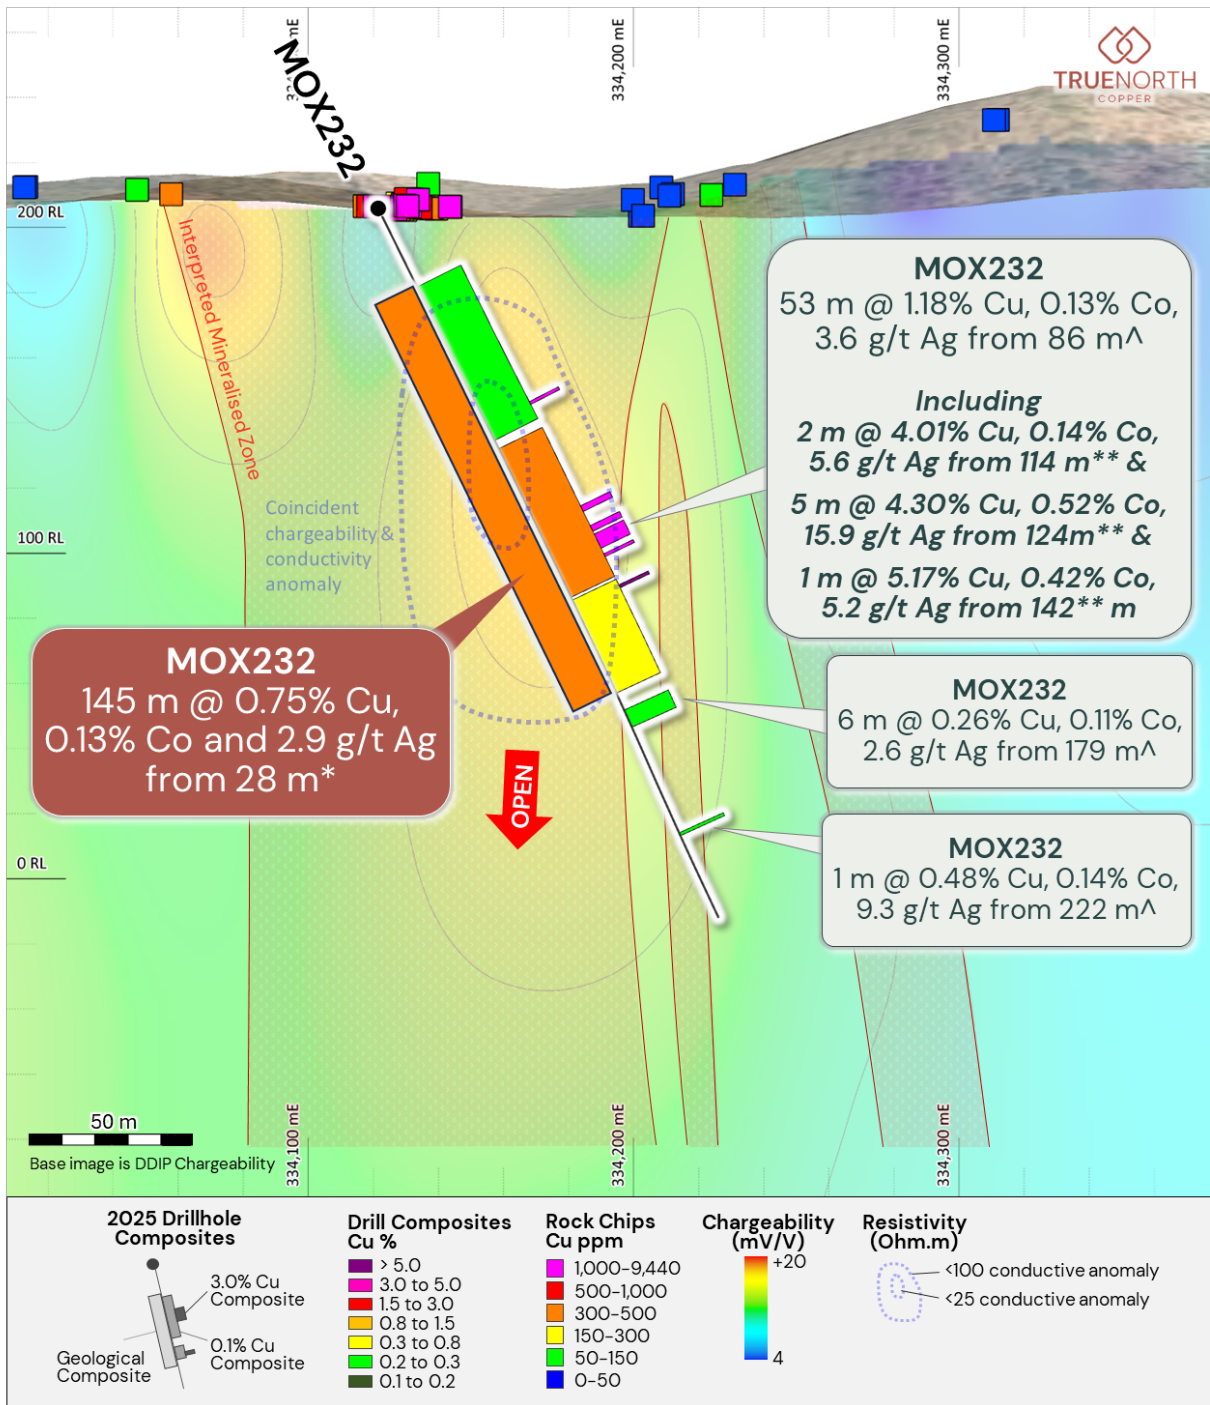 334,200 mE
334,300 mE
TRUENORTH
COPPER
MOX232
200 RL
Interpreted Mineralised Zone
MOX232
53 m @ 1.18% Cu, 0.13% Co,
3.6 g/t Ag from 86 m^
Including
2 m @ 4.01% Cu, 0.14% Co,
5.6 g/t Ag from 114 m** &
5 m @ 4.30% Cu, 0.52% Co,
15.9 g/t Ag from 124m** &
1 m @ 5.17% Cu, 0.42% Co,
5.2 g/t Ag from 142** m
Coincident
chargeability &
conductivity
anomaly
100 RL
MOX232
145 m @ 0.75% Cu,
0.13% Co and 2.9 g/t Ag
from 28 m*
MOX232
6 m @ 0.26% Cu, 0.11% Co,
2.6 g/t Ag from 179 m^
OPEN
MOX232
1 m @ 0.48% Cu, 0.14% Co,
9.3 g/t Ag from 222 m^
0 RL
50 m
Base image is DDIP Chargeability
334,100 mE
334,200 mE
334,300 mE
2025 Drillhole
Composites
3.0% Cu
Composite
0.1% Cu
Composite
Geological
Composite
Drill Composites
Cu %
> 5.0
3.0 to 5.0
1.5 to 3.0
0.8 to 1.5
0.3 to 0.8
0.2 to 0.3
0.1 to 0.2
Rock Chips
Cu ppm
1,000-9,440
500-1,000
300-500
150-300
50-150
0-50
Chargeability
(mV/V)
+20
4
Resistivity
(Ohm.m)
<100 conductive anomaly
<25 conductive anomaly